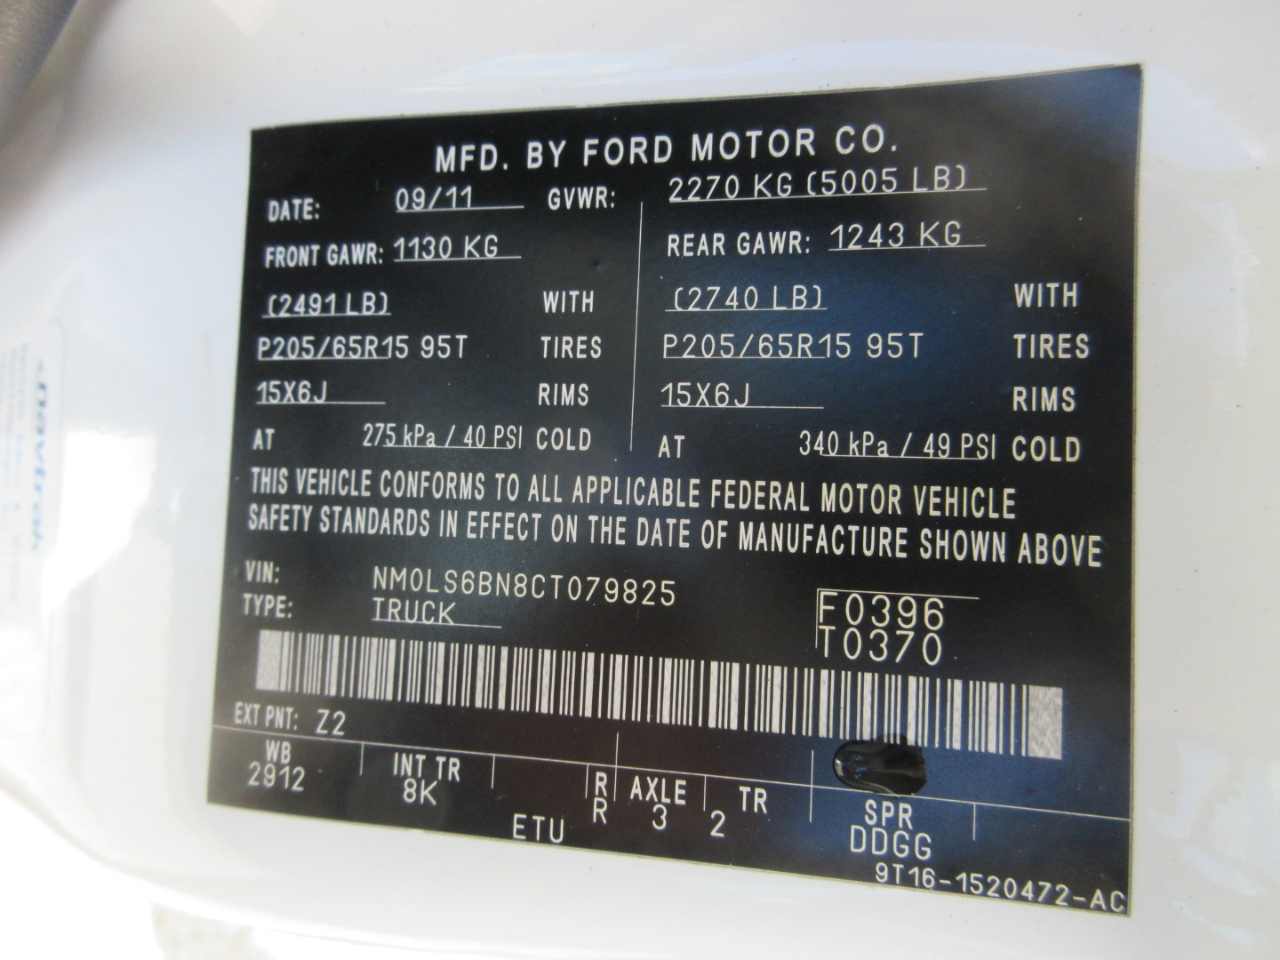 MFD. BY FORD MOTOR CO.
DATE: 09/11 GVWR: 2270 KG (5005 LB)
FRONT GAWR: 1130 KG REAR GAWR: 1243 KG
(2491 LB) WITH (2740 LB) WITH
P205/65R15 95T TIRES P205/65R15 95T TIRES
15X6J RIMS 15X6J RIMS
AT 275 kPa / 40 PSI COLD AT 340 kPa / 49 PSI COLD
THIS VEHICLE CONFORMS TO ALL APPLICABLE FEDERAL MOTOR VEHICLE
SAFETY STANDARDS IN EFFECT ON THE DATE OF MANUFACTURE SHOWN ABOVE
VIN: NM0LS6BN8CT079825
TYPE: TRUCK
F0396
T0370
EXT PNT: Z2
WB INT TR R AXLE TR SPR
2912 8K ETU R 3 2 DDGG
9T16-1520472-AC